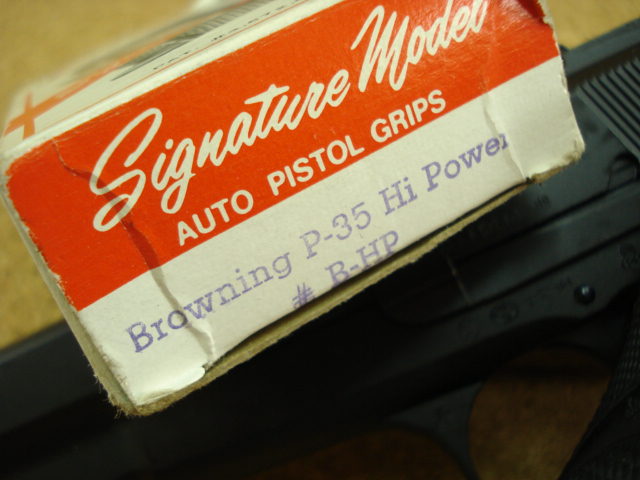 Signature Model
AUTO PISTOL GRIPS
Browning P-35 Hi Power
# B-HP